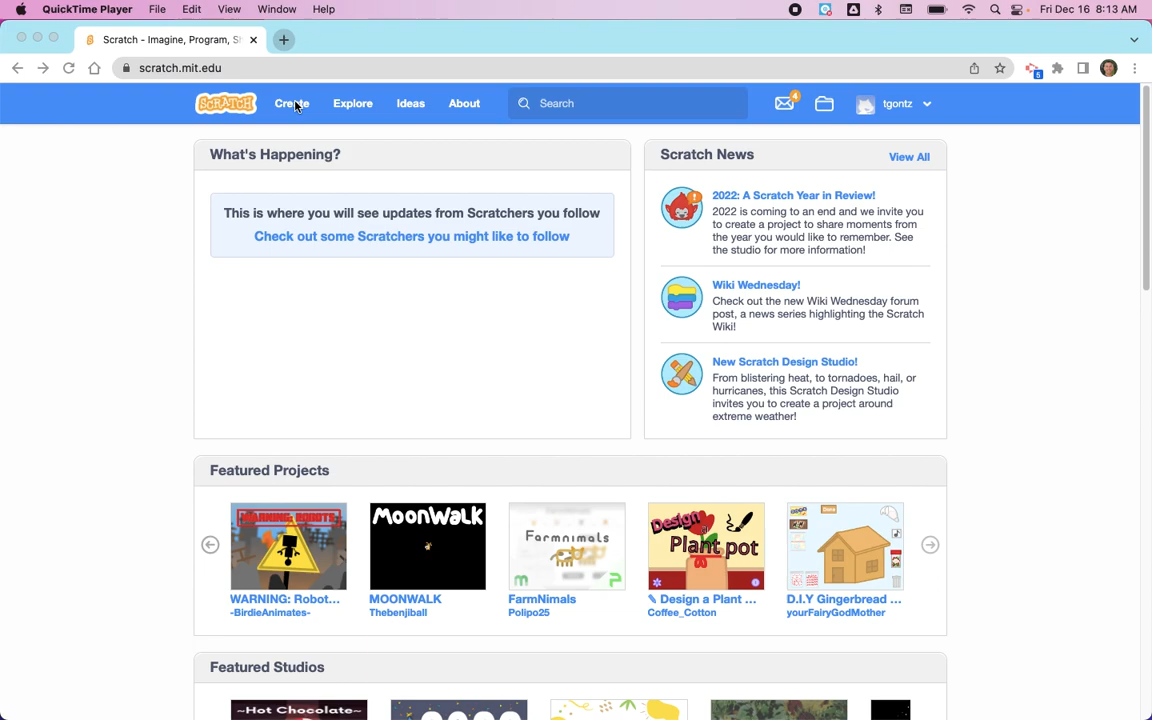 QuickTime Player File Edit View Window Help Fri Dec 16 8:13 AM
Scratch - Imagine, Program, Sh
scratch.mit.edu 5
SCRATCH Create Explore Ideas About Search 4 tgontz
What's Happening?
This is where you will see updates from Scratchers you follow
Check out some Scratchers you might like to follow
Scratch News View All
2022: A Scratch Year in Review!
2022 is coming to an end and we invite you
to create a project to share moments from
the year you would like to remember. See
the studio for more information!
Wiki Wednesday!
Check out the new Wiki Wednesday forum
post, a news series highlighting the Scratch
Wiki!
New Scratch Design Studio!
From blistering heat, to tornadoes, hail, or
hurricanes, this Scratch Design Studio
invites you to create a project around
extreme weather!
Featured Projects
WARNING: ROBOTS
MOONWALK
Farmnimals
Design a Plant pot
WARNING: Robot...
-BirdieAnimates-
MOONWALK
Thebenjiball
FarmNimals
Polipo25
✎ Design a Plant ...
Coffee_Cotton
D.I.Y Gingerbread ...
yourFairyGodMother
Featured Studios
~Hot Chocolate~